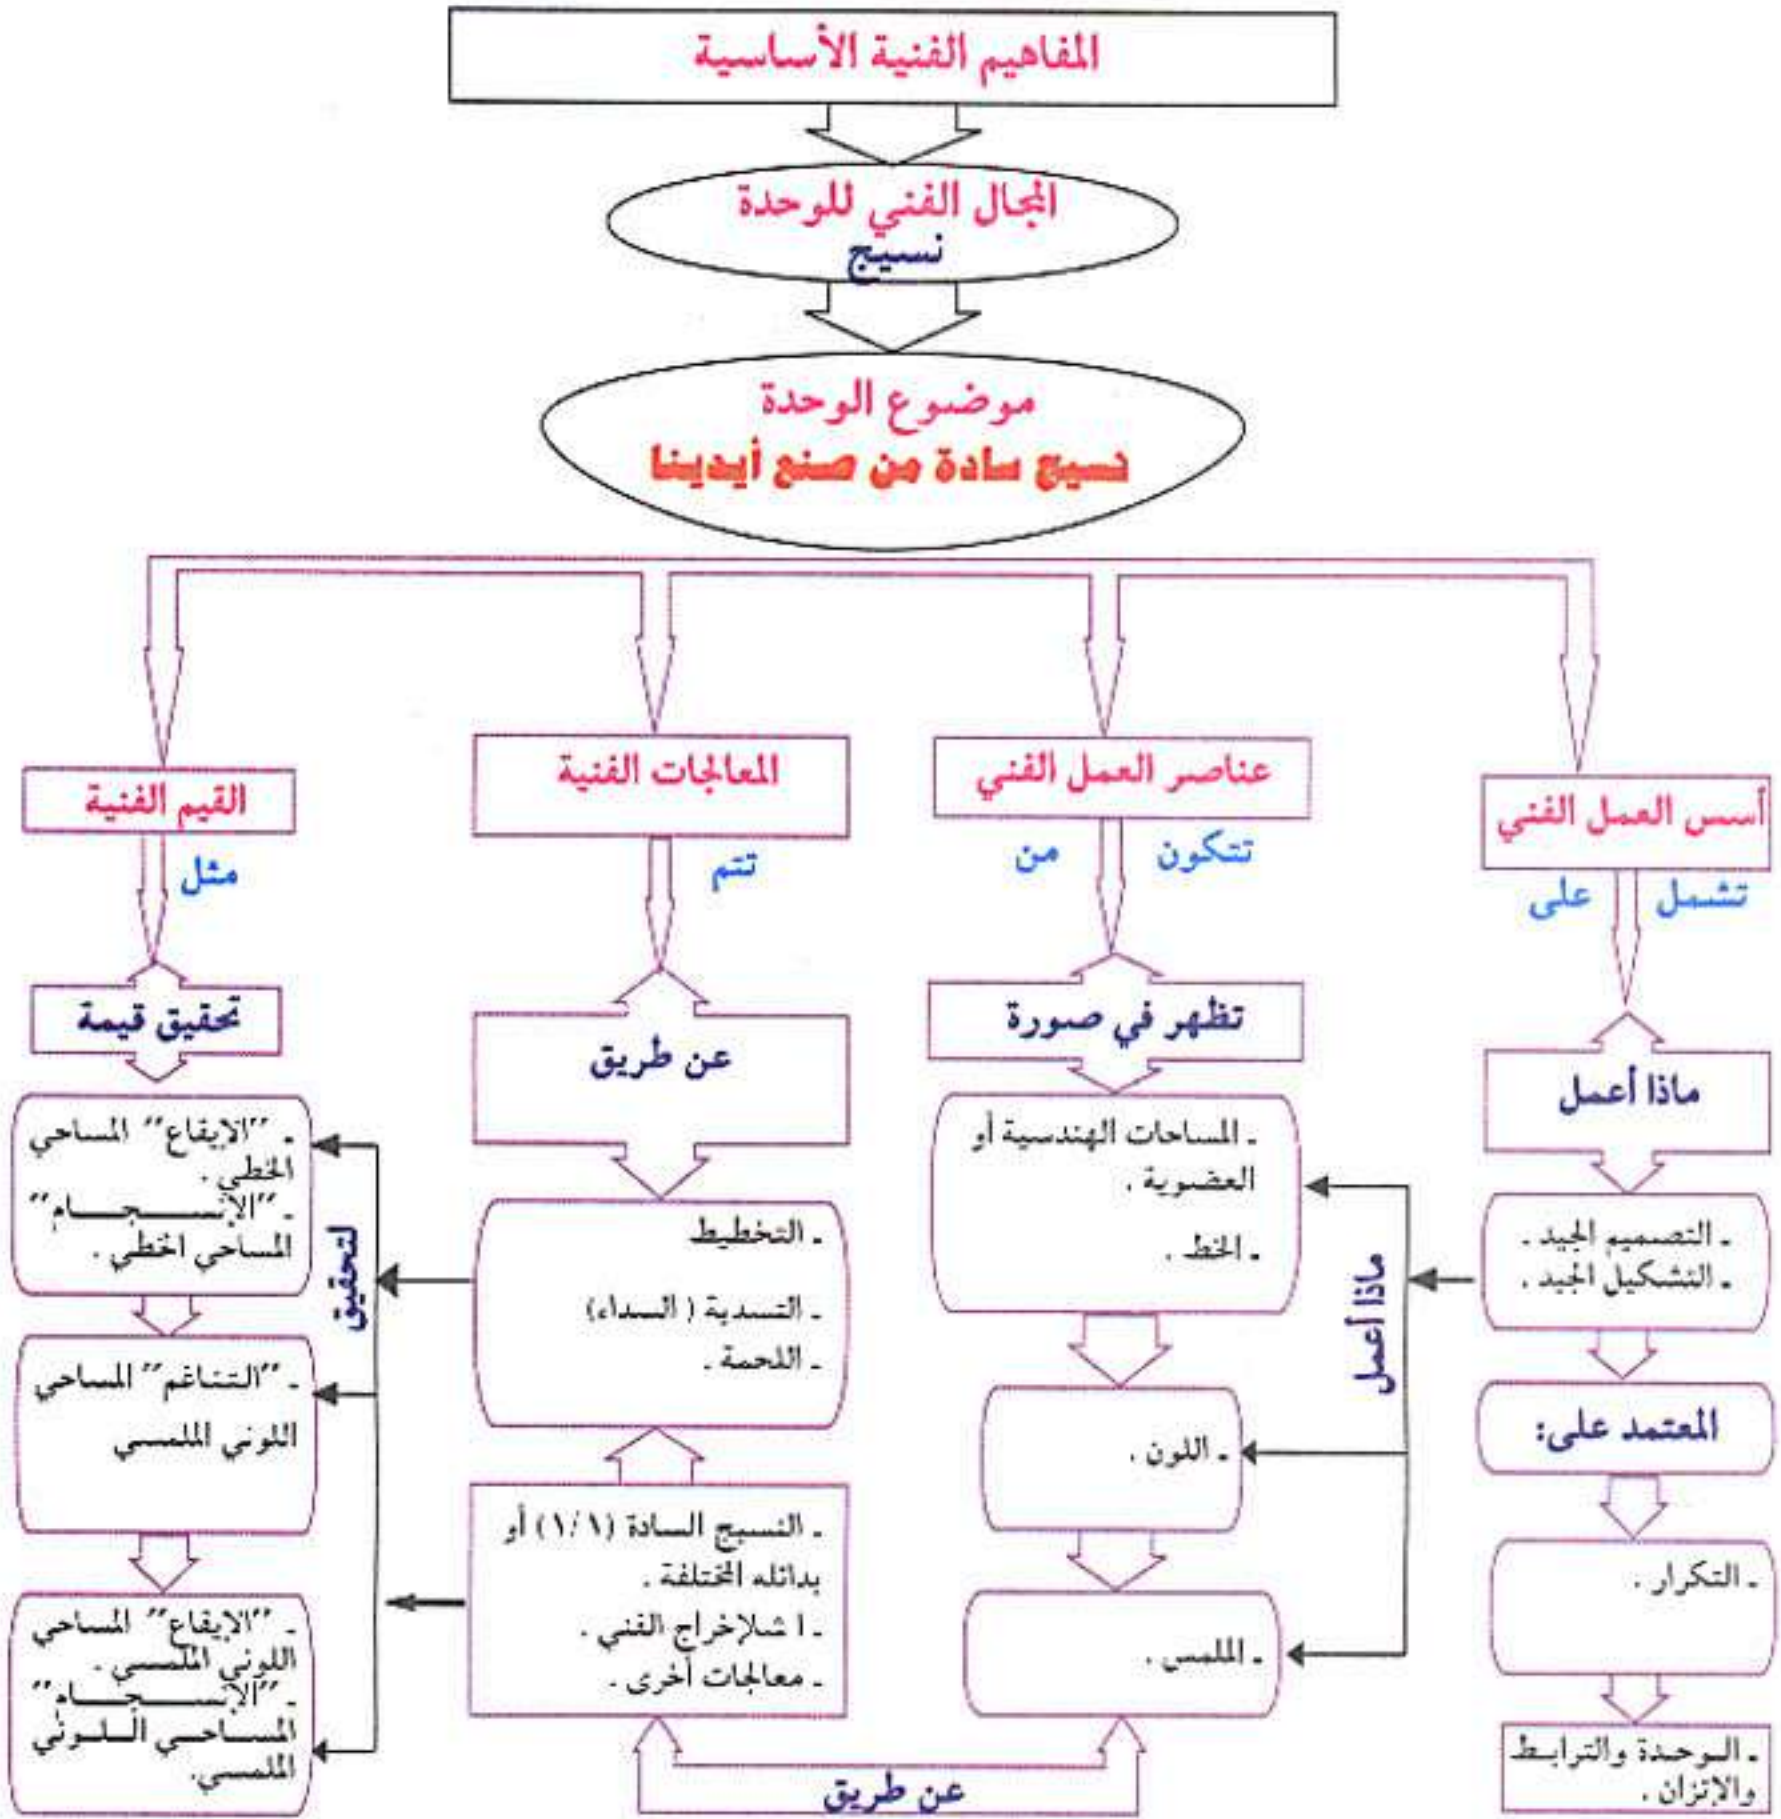 المفاهيم الفنية الأساسية
المجال الفني للوحدة
نسيج
موضوع الوحدة
نسيج سادة من صنع أيدينا
أسس العمل الفني
تشمل على
ماذا أعمل
ـ التصميم الجيد .
ـ التشكيل الجيد .
المعتمد على:
ـ التكرار .
ـ الوحدة والترابط
والإتزان .
ماذا أعمل
عناصر العمل الفني
تتكون من
تظهر في صورة
ـ المساحات الهندسية أو
العضوية .
ـ الخط .
ـ اللون .
ـ الملمس .
عن طريق
المعالجات الفنية
تتم
عن طريق
ـ التخطيط
ـ التسدية ( السداء)
ـ اللحمة .
ـ النسيج السادة (١/١) أو
بدائله المختلفة .
ـ ا شلإخراج الفني .
ـ معالجات أخرى .
لتحقيق
القيم الفنية
مثل
تحقيق قيمة
ـ "الإيقاع" المساحي
الخطي .
ـ "الإنسجام"
المساحي الخطي .
ـ "التناغم" المساحي
اللوني الملمسي
ـ "الإيقاع" المساحي
اللوني الملمسي .
ـ "الإنسجام"
المساحي اللوني
الملمسي.